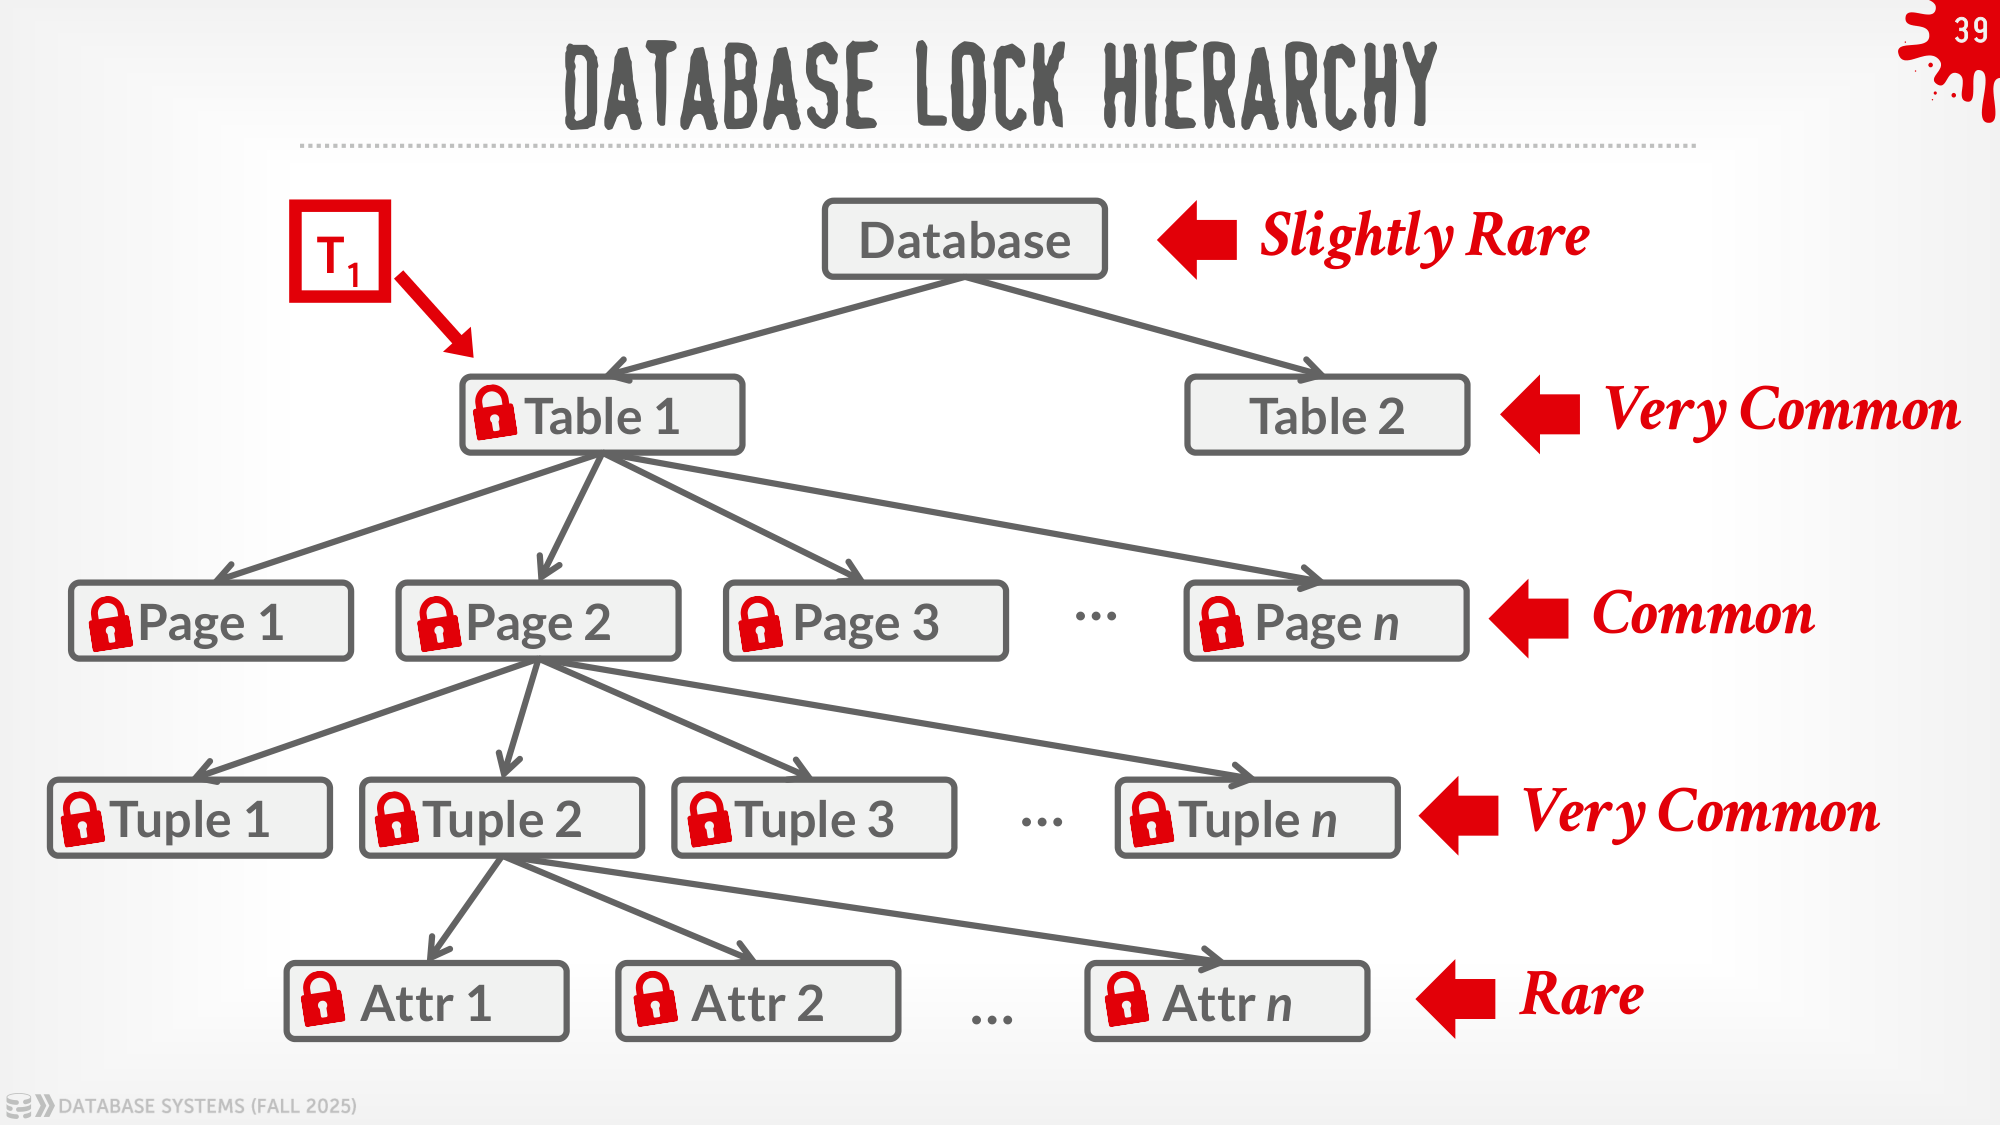 39
DATABASE LOCK HIERARCHY
T1
Database
Slightly Rare
Table 1
Table 2
Very Common
Page 1
Page 2
Page 3
...
Page n
Common
Tuple 1
Tuple 2
Tuple 3
...
Tuple n
Very Common
Attr 1
Attr 2
...
Attr n
Rare
DATABASE SYSTEMS (FALL 2025)